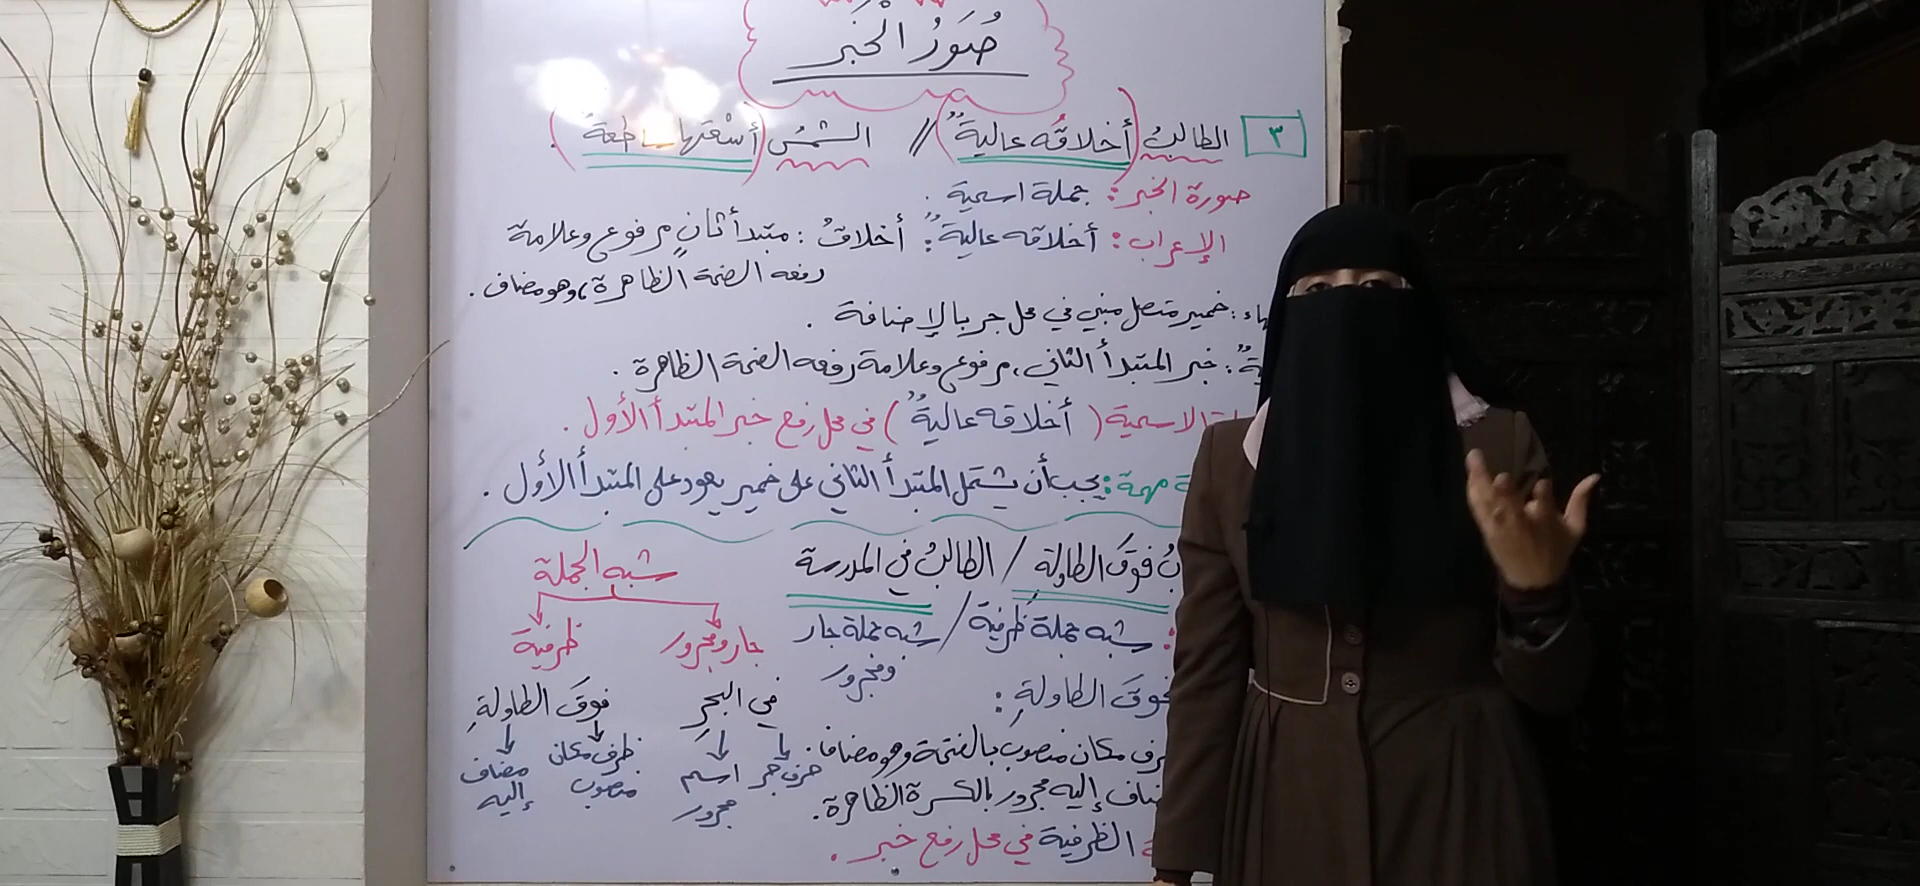 صُوَرُ الْخَبَرِ
٣ الطالبُ (أخلاقُه عاليةٌ) // الشمسُ (أشعتها ساطعة).
صورة الخبر: جملة اسمية.
الإعراب: أخلاقه عاليةٌ: أخلاقُ: مبتدأ ثانٍ مرفوع وعلامة
رفعه الضمة الظاهرة، وهو مضاف.
ضمير متصل مبني في محل جر بالإضافة.
خبر المبتدأ الثاني، مرفوع وعلامة رفعه الضمة الظاهرة.
الاسمية (أخلاقه عاليةٌ) في محل رفع خبر المبتدأ الأول.
مهمة: يجب أن يشتمل المبتدأ الثاني على ضمير يعود على المبتدأ الأول.
فوقَ الطاولةِ / الطالبُ في المدرسة
: شبه جملة ظرفية / شبه جملة جار
ومجرور
فوقَ الطاولةِ:
مكان منصوب بالفتحة وهو مضاف.
إليه مجرور بالكسرة الظاهرة.
الظرفية في محل رفع خبر.
شبه الجملة
جار ومجرور
ظرفية
في البحرِ
فوقَ الطاولةِ
حرف جر
اسم
مجرور
ظرف مكان
منصوب
مضاف
إليه